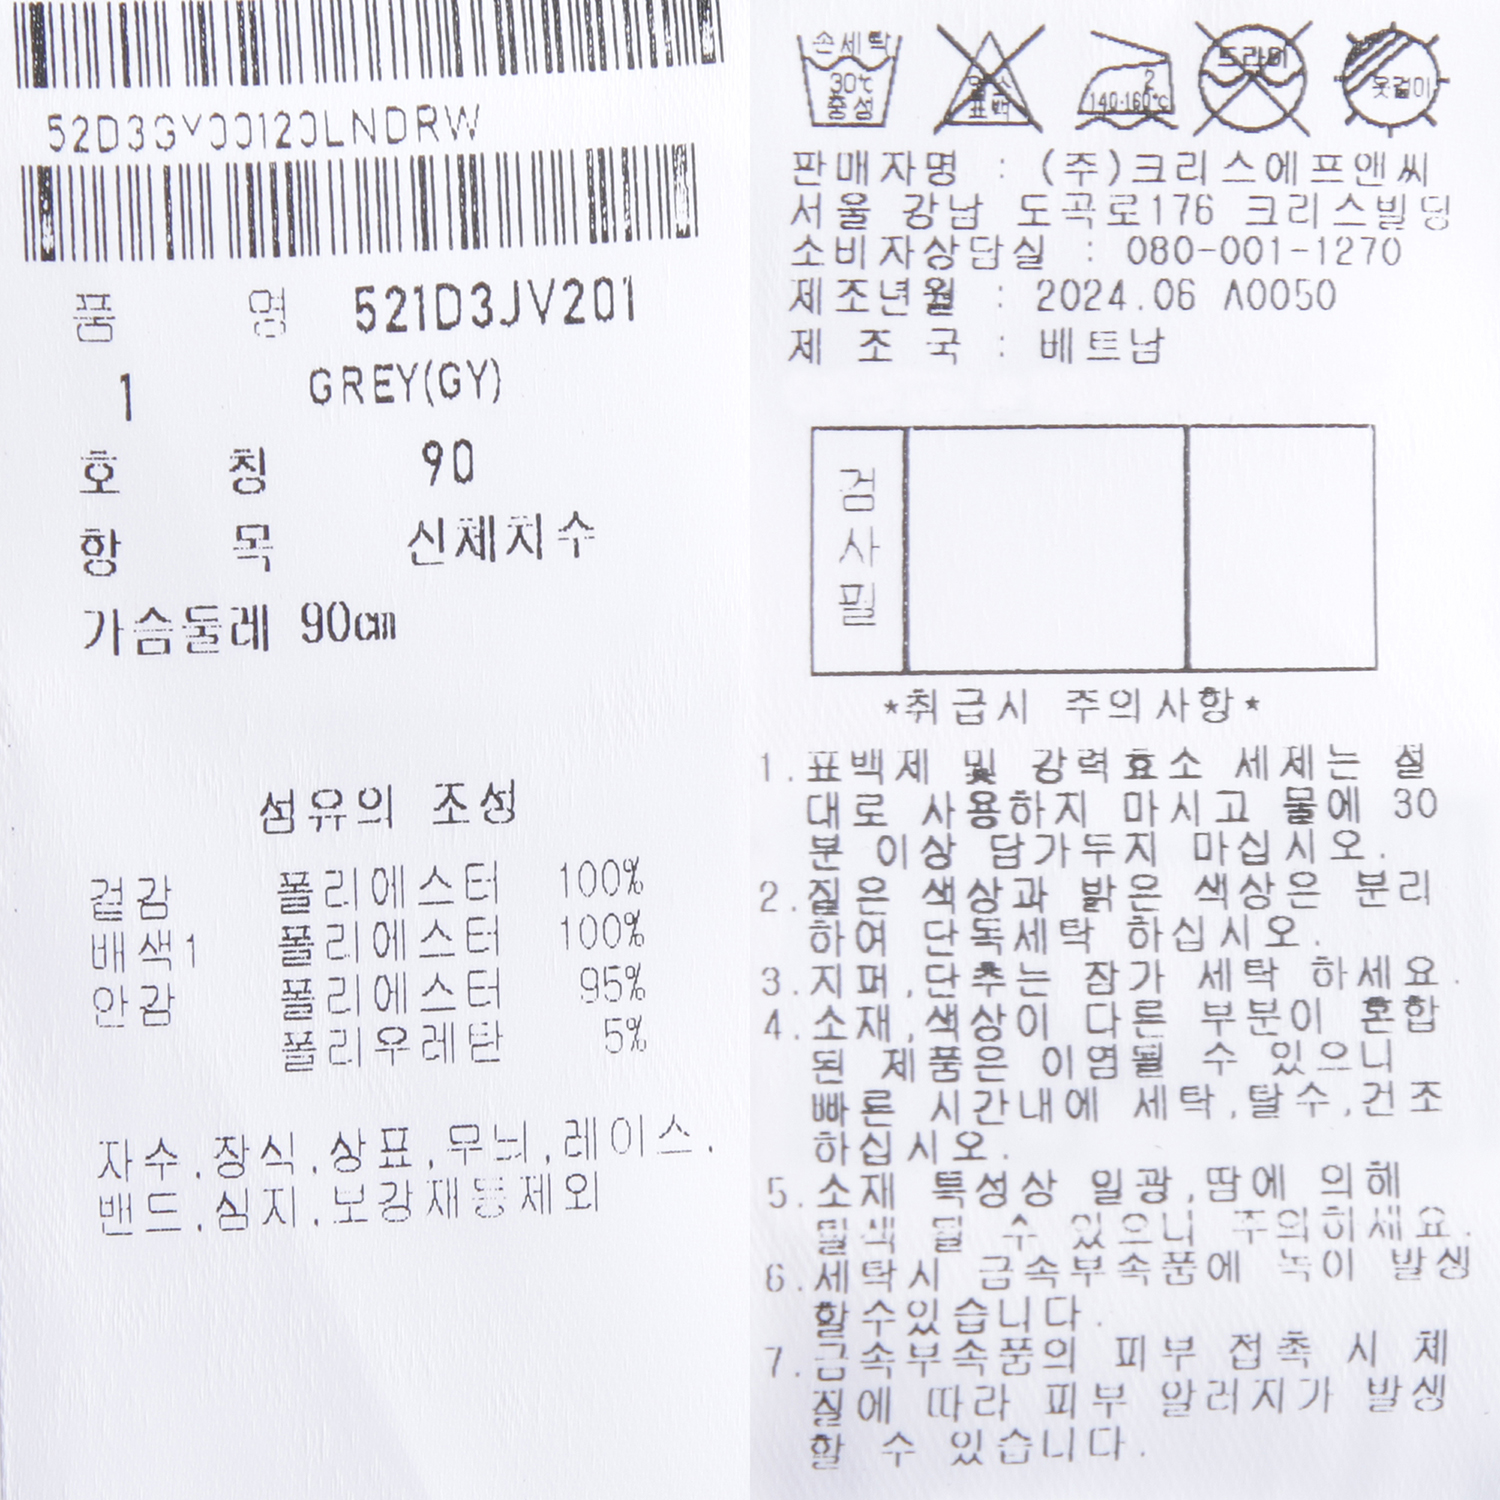 52D3GY00120LNDRW
품 명 521D3JV201
1 GREY(GY)
호 칭 90
항 목 신체치수
가슴둘레 90cm
섬유의 조성
겉감 폴리에스터 100%
배색1 폴리에스터 100%
안감 폴리에스터 95%
폴리우레탄 5%
자수,장식,상표,무늬,레이스,
밴드,심지,보강재등제외
손세탁
30℃
중성
염소
표백
2
140-160℃
드라이
옷걸이
판매자명 : (주)크리스에프앤씨
서울 강남 도곡로176 크리스빌딩
소비자상담실 : 080-001-1270
제조년월 : 2024.06 A0050
제 조 국 : 베트남
검
사
필
*취급시 주의사항*
1.표백제 및 강력효소 세제는 절
대로 사용하지 마시고 물에 30
분 이상 담가두지 마십시오.
2.짙은 색상과 밝은 색상은 분리
하여 단독세탁 하십시오.
3.지퍼,단추는 잠가 세탁 하세요.
4.소재,색상이 다른 부분이 혼합
된 제품은 이염될 수 있으니
빠른 시간내에 세탁,탈수,건조
하십시오.
5.소재 특성상 일광,땀에 의해
탈색 될 수 있으니 주의하세요.
6.세탁시 금속부속품에 녹이 발생
할수있습니다.
7.금속부속품의 피부 접촉 시 체
질에 따라 피부 알러지가 발생
할 수 있습니다.